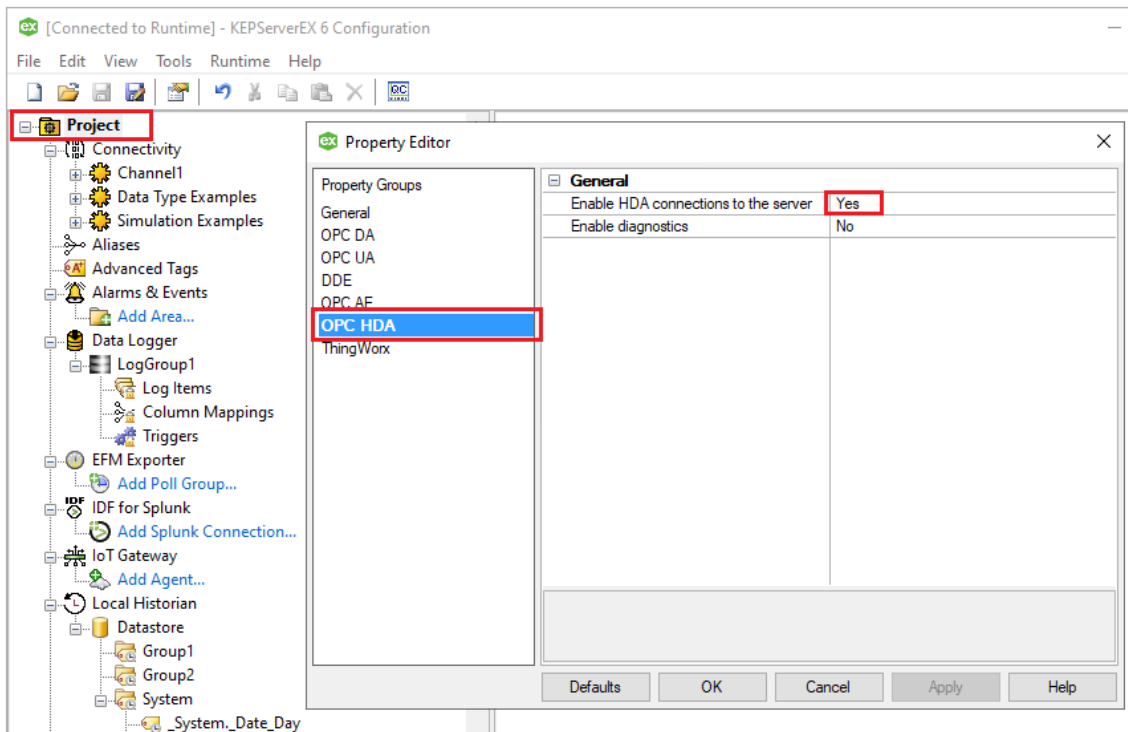 [Connected to Runtime] - KEPServerEX 6 Configuration
File Edit View Tools Runtime Help
Project
Connectivity
Channel1
Data Type Examples
Simulation Examples
Aliases
Advanced Tags
Alarms & Events
Add Area...
Data Logger
LogGroup1
Log Items
Column Mappings
Triggers
EFM Exporter
Add Poll Group...
IDF for Splunk
Add Splunk Connection...
IoT Gateway
Add Agent...
Local Historian
Datastore
Group1
Group2
System
_System._Date_Day
Property Editor
Property Groups
General
OPC DA
OPC UA
DDE
OPC AE
OPC HDA
ThingWorx
General
Enable HDA connections to the server Yes
Enable diagnostics No
Defaults OK Cancel Apply Help